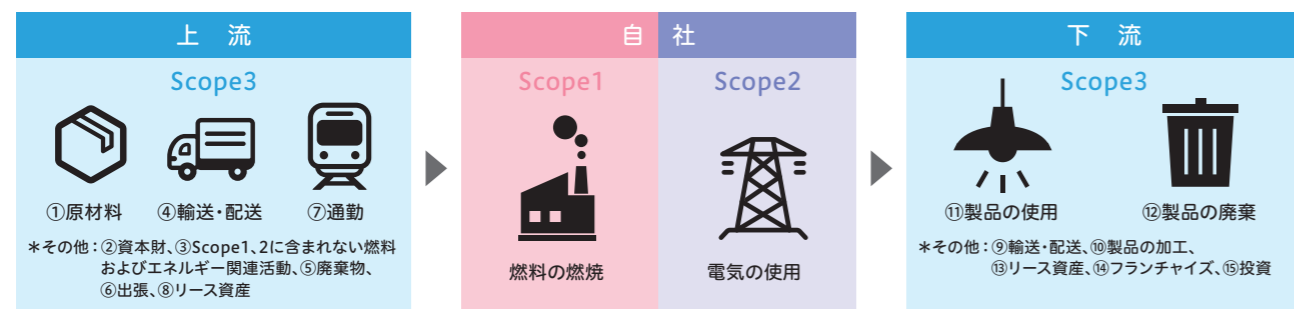 上 流
Scope3
①原材料
④輸送・配送
⑦通勤
＊その他：②資本財、③Scope1、2に含まれない燃料
およびエネルギー関連活動、⑤廃棄物、
⑥出張、⑧リース資産
自 社
Scope1
燃料の燃焼
Scope2
電気の使用
下 流
Scope3
⑪製品の使用
⑫製品の廃棄
＊その他：⑨輸送・配送、⑩製品の加工、
⑬リース資産、⑭フランチャイズ、⑮投資